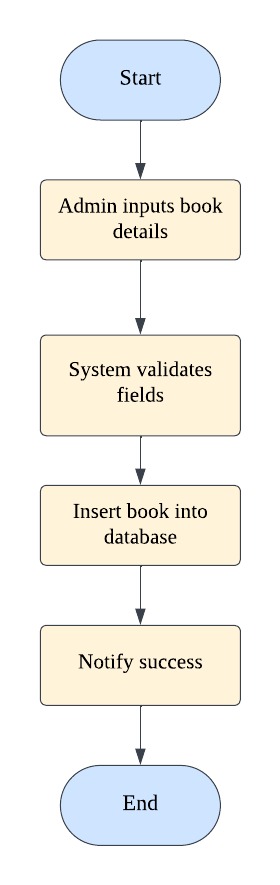 Start
Admin inputs book
details
System validates
fields
Insert book into
database
Notify success
End